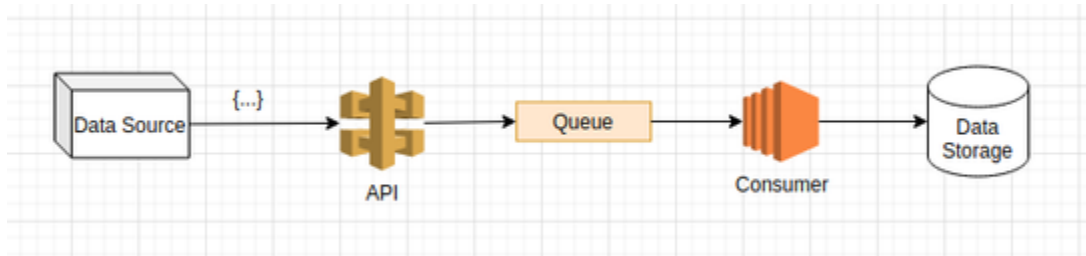 {...}
Data Source
Queue
Data
Storage
API
Consumer